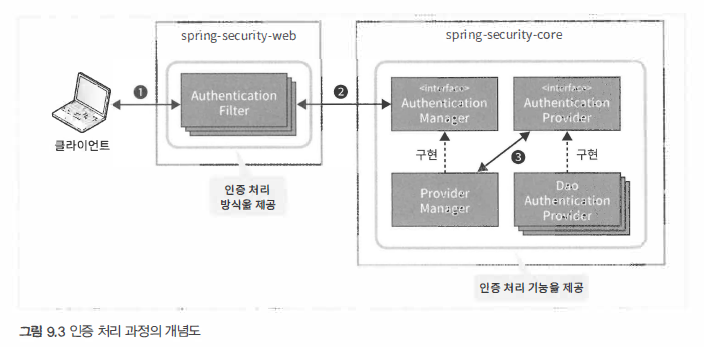 spring-security-web
spring-security-core
❶
❷
❸
클라이언트
Authentication
Filter
<interface>
Authentication
Manager
<interface>
Authentication
Provider
구현
구현
Provider
Manager
Dao
Authentication
Provider
인증 처리
방식을 제공
인증 처리 기능을 제공
그림 9.3 인증 처리 과정의 개념도